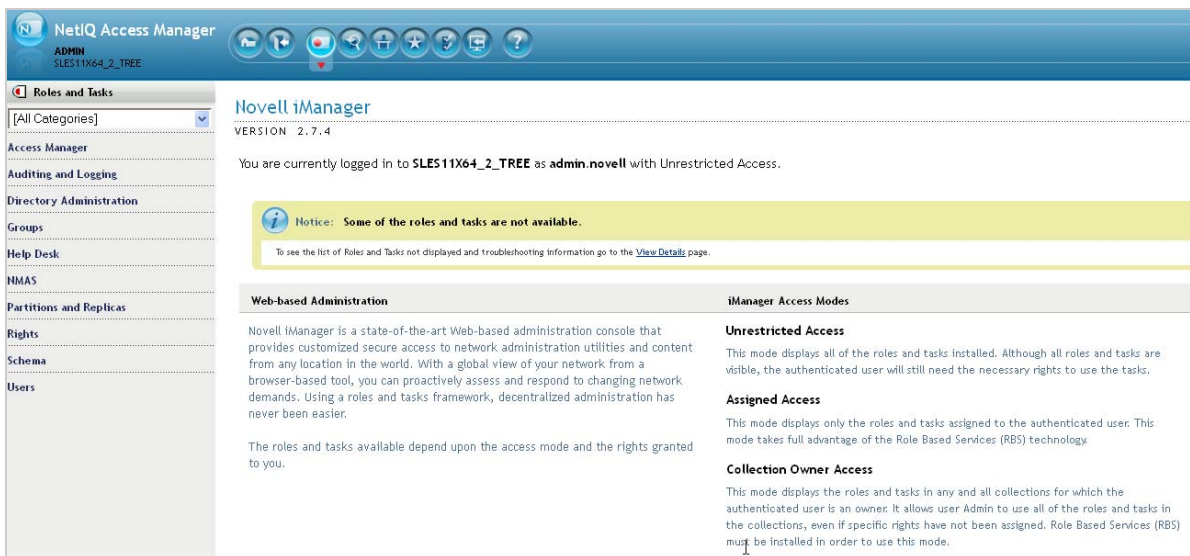 NetIQ Access Manager
ADMIN
SLES11X64_2_TREE
Roles and Tasks
[All Categories]
Access Manager
Auditing and Logging
Directory Administration
Groups
Help Desk
NMAS
Partitions and Replicas
Rights
Schema
Users
Novell iManager
VERSION 2.7.4
You are currently logged in to SLES11X64_2_TREE as admin.novell with Unrestricted Access.
Notice: Some of the roles and tasks are not available.
To see the list of Roles and Tasks not displayed and troubleshooting information go to the View Details page.
Web-based Administration
Novell iManager is a state-of-the-art Web-based administration console that
provides customized secure access to network administration utilities and content
from any location in the world. With a global view of your network from a
browser-based tool, you can proactively assess and respond to changing network
demands. Using a roles and tasks framework, decentralized administration has
never been easier.
The roles and tasks available depend upon the access mode and the rights granted
to you.
iManager Access Modes
Unrestricted Access
This mode displays all of the roles and tasks installed. Although all roles and tasks are
visible, the authenticated user will still need the necessary rights to use the tasks.
Assigned Access
This mode displays only the roles and tasks assigned to the authenticated user. This
mode takes full advantage of the Role Based Services (RBS) technology.
Collection Owner Access
This mode displays the roles and tasks in any and all collections for which the
authenticated user is an owner. It allows user Admin to use all of the roles and tasks in
the collections, even if specific rights have not been assigned. Role Based Services (RBS)
must be installed in order to use this mode.